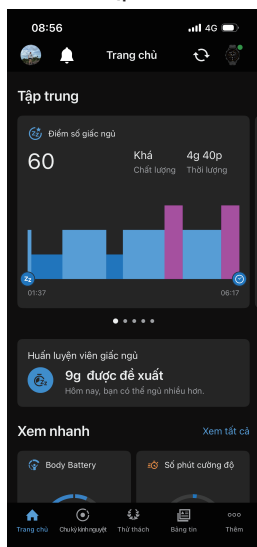 08:56
4G
Trang chủ
Tập trung
Điểm số giấc ngủ
60
Khá
Chất lượng
4g 40p
Thời lượng
01:37
06:17
Huấn luyện viên giấc ngủ
9g được đề xuất
Hôm nay, bạn có thể ngủ nhiều hơn.
Xem nhanh
Xem tất cả
Body Battery
Số phút cường độ
Trang chủ
Chu kỳ kinh nguyệt
Thử thách
Bảng tin
Thêm